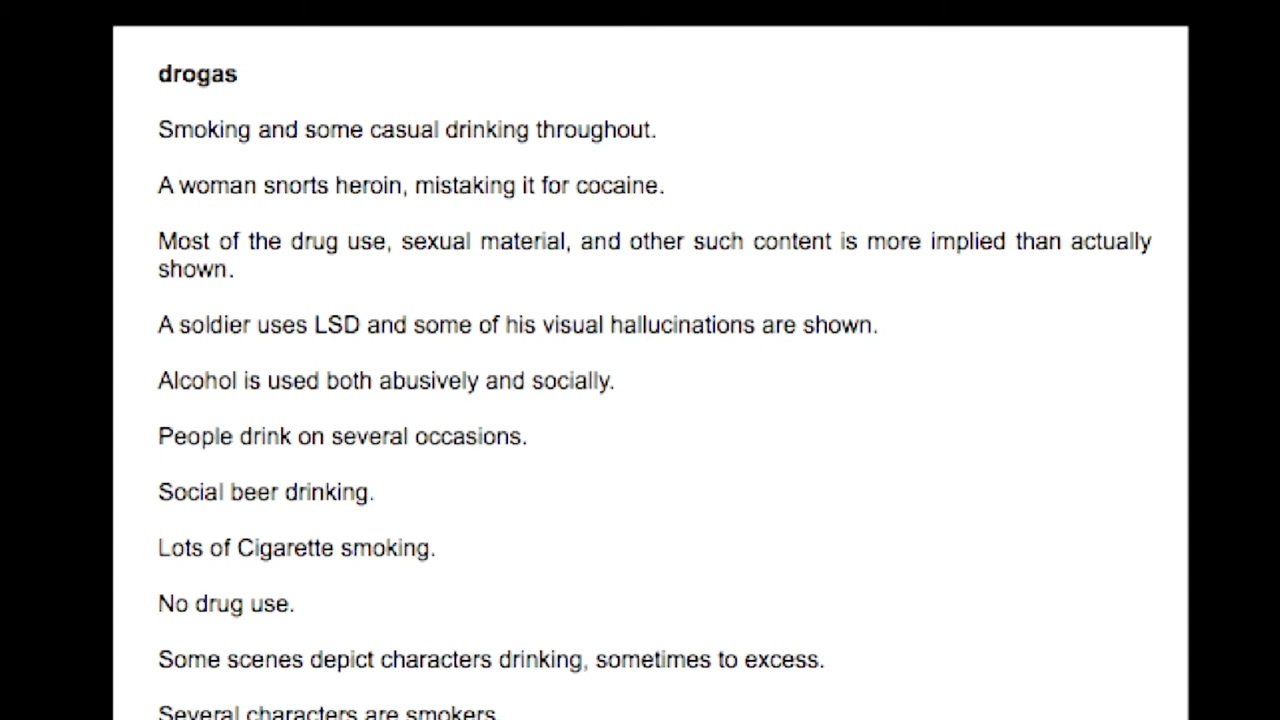 drogas
Smoking and some casual drinking throughout.
A woman snorts heroin, mistaking it for cocaine.
Most of the drug use, sexual material, and other such content is more implied than actually
shown.
A soldier uses LSD and some of his visual hallucinations are shown.
Alcohol is used both abusively and socially.
People drink on several occasions.
Social beer drinking.
Lots of Cigarette smoking.
No drug use.
Some scenes depict characters drinking, sometimes to excess.
Several characters are smokers